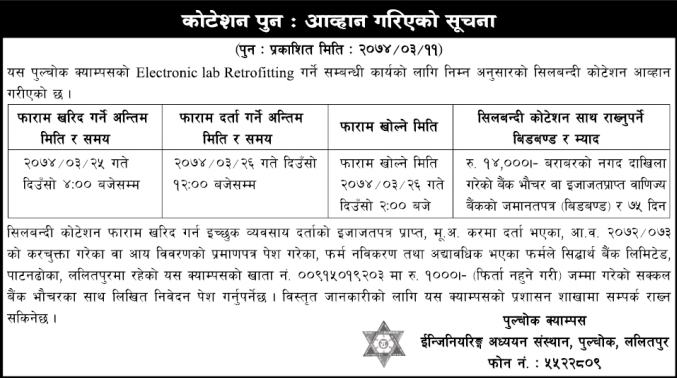 कोटेशन पुन : आव्हान गरिएको सूचना
(पुन : प्रकाशित मिति : २०७४/०३/११)
यस पुल्चोक क्याम्पसको Electronic lab Retrofitting गर्ने सम्बन्धी कार्यको लागि निम्न अनुसारको सिलबन्दी कोटेशन आव्हान
गरीएको छ ।
फाराम खरिद गर्ने अन्तिम
मिति र समय
फाराम दर्ता गर्ने अन्तिम
मिति र समय
फाराम खोल्ने मिति
सिलबन्दी कोटेशन साथ राख्नुपर्ने
बिडबण्ड र म्याद
२०७४/०३/२५ गते
दिउँसो ४:०० बजेसम्म
२०७४/०३/२६ गते दिउँसो
१२:०० बजेसम्म
फाराम खोल्ने मिति
२०७४/०३/२६ गते
दिउँसो २:०० बजे
रु. १४,०००।- बराबरको नगद दाखिला
गरेको बैंक भौचर वा इजाजतप्राप्त वाणिज्य
बैंकको जमानतपत्र (बिडबण्ड) र ७५ दिन
सिलबन्दी कोटेशन फाराम खरिद गर्न इच्छुक व्यवसाय दर्ताको इजाजतपत्र प्राप्त, मू.अ. करमा दर्ता भएका, आ.व. २०७२/०७३
को करचुक्ता गरेका वा आय विवरणको प्रमाणपत्र पेश गरेका, फर्म नविकरण तथा अद्यावधिक भएका फर्मले सिद्धार्थ बैंक लिमिटेड,
पाटनढोका, ललितपुरमा रहेको यस क्याम्पसको खाता नं. ००९१५०१९२०३ मा रु. १०००।- (फिर्ता नहुने गरी) जम्मा गरेको सक्कल
बैंक भौचरका साथ लिखित निवेदन पेश गर्नुपर्नेछ । विस्तृत जानकारीको लागि यस क्याम्पसको प्रशासन शाखामा सम्पर्क राख्न
सकिनेछ ।
पुल्चोक क्याम्पस
ईन्जिनियरिङ्ग अध्ययन संस्थान, पुल्चोक, ललितपुर
फोन नं. : ५५२२८०९